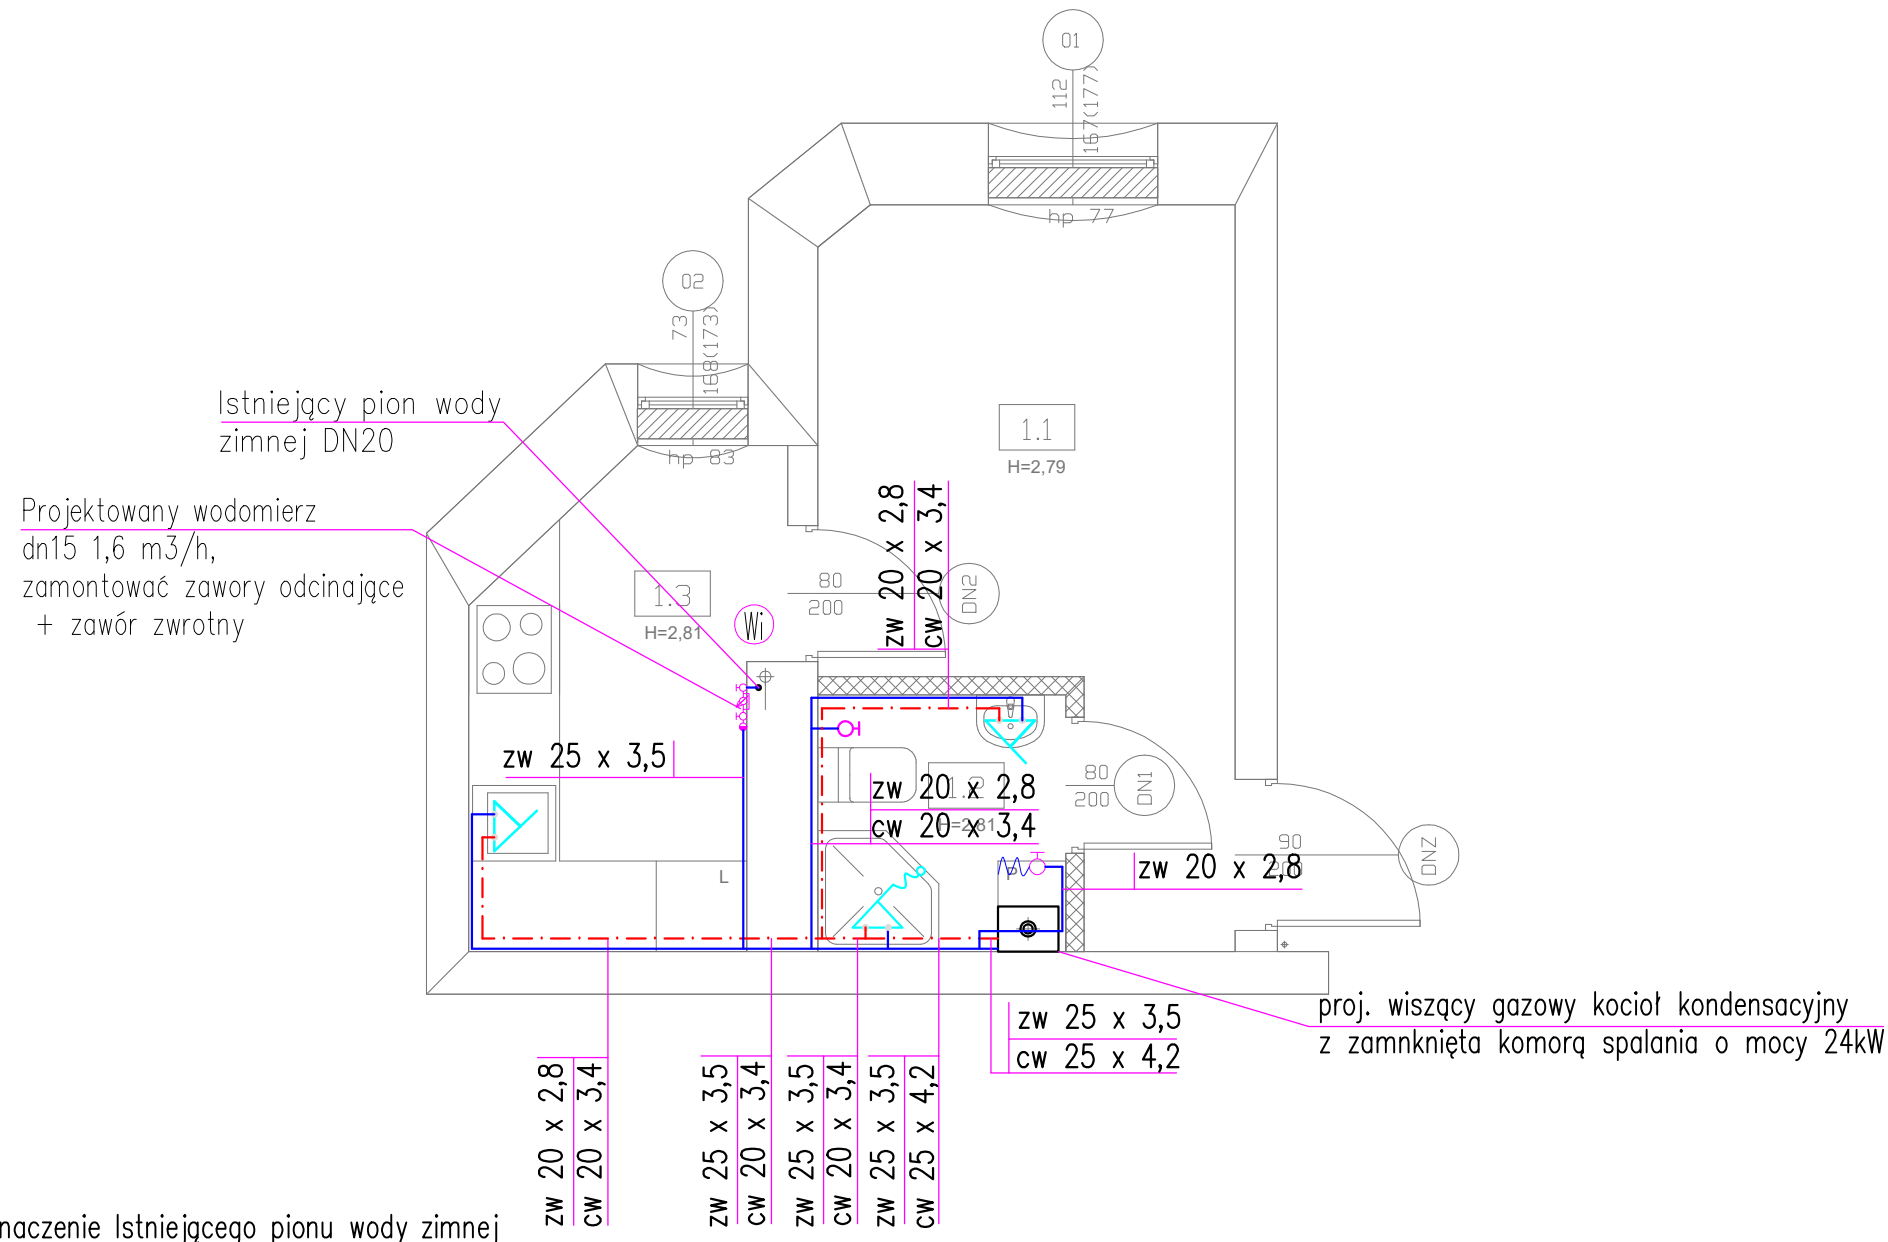 01
112
167(177)
hp 77
02
73
168(173)
hp 83
Istniejący pion wody
zimnej DN20
Projektowany wodomierz
dn15 1,6 m3/h,
zamontować zawory odcinające
+ zawór zwrotny
1.1
H=2,79
zw 20 x 2,8
cw 20 x 3,4
1.3
H=2,81
Wi
80
200
DN2
zw 25 x 3,5
zw 20 x 2,8
cw 20 x 3,4
1.2
H=2,81
80
200
DN1
L
P
zw 20 x 2,8
90
200
DNZ
zw 25 x 3,5
cw 25 x 4,2
proj. wiszący gazowy kocioł kondensacyjny
z zamnknięta komorą spalania o mocy 24kW
zw 20 x 2,8
cw 20 x 3,4
zw 25 x 3,5
cw 20 x 3,4
zw 25 x 3,5
cw 20 x 3,4
zw 25 x 3,5
cw 25 x 4,2
naczenie Istniejącego pionu wody zimnej